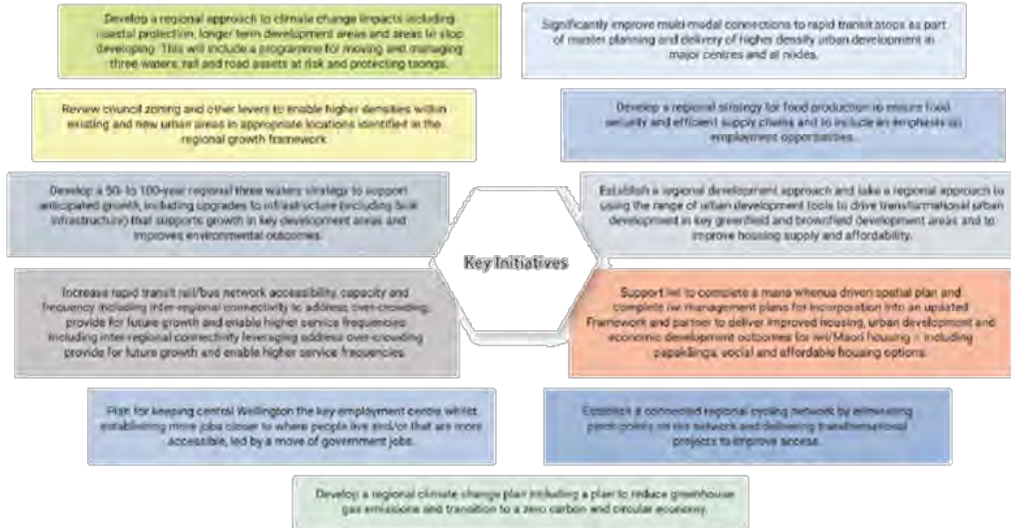 Develop a regional approach to climate change impacts including
coastal protection, longer term development areas and areas to stop
developing. This will include a programme for moving and managing
three waters, rail and road assets at risk and protecting taonga.
Significantly improve multi-modal connections to rapid transit stops as part
of master planning and delivery of higher density urban development in
major centres and at nodes.
Review council zoning and other levers to enable higher densities within
existing and new urban areas in appropriate locations identified in the
regional growth framework
Develop a regional strategy for food production to ensure food
security and efficient supply chains and to include an emphasis on
employment opportunities.
Develop a 50- to 100-year regional three waters strategy to support
anticipated growth, including upgrades to infrastructure (including bulk
infrastructure) that supports growth in key development areas and
improves environmental outcomes.
Establish a regional development approach and take a regional approach to
using the range of urban development tools to drive transformational urban
development in key greenfield and brownfield development areas and to
improve housing supply and affordability.
Key Initiatives
Increase rapid transit rail/bus network accessibility, capacity and
frequency including inter-regional connectivity to address over-crowding,
provide for future growth and enable higher service frequencies
including inter regional connectivity leveraging address over-crowding
provide for future growth and enable higher service frequencies.
Support iwi to complete a mana whenua driven spatial plan and
complete iwi management plans for incorporation into an updated
Framework and partner to deliver improved housing, urban development and
economic development outcomes for iwi/Maori housing – including
papakāinga, social and affordable housing options.
Plan for keeping central Wellington the key employment centre whilst
establishing more jobs closer to where people live and/or that are more
accessible, led by a move of government jobs.
Establish a connected regional cycling network by eliminating
pinch points on the network and delivering transformational
projects to improve access.
Develop a regional climate change plan including a plan to reduce greenhouse
gas emissions and transition to a zero carbon and circular economy.